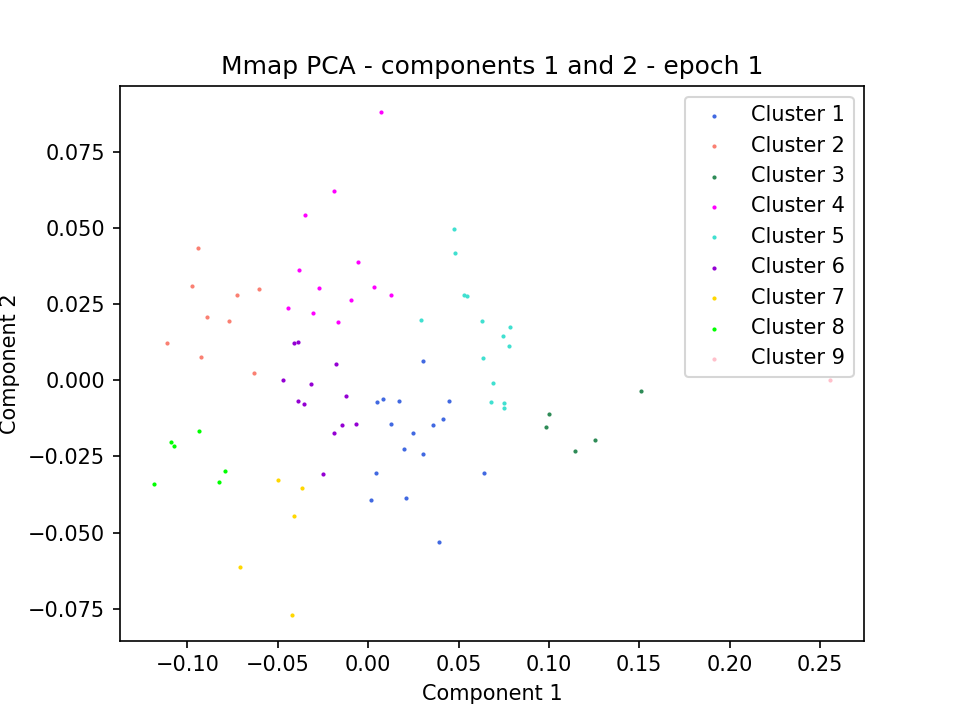 Mmap PCA - components 1 and 2 - epoch 1
Cluster 1
Cluster 2
Cluster 3
Cluster 4
Cluster 5
Cluster 6
Cluster 7
Cluster 8
Cluster 9
Component 2
0.075
0.050
0.025
0.000
−0.025
−0.050
−0.075
−0.10
−0.05
0.00
0.05
0.10
0.15
0.20
0.25
Component 1